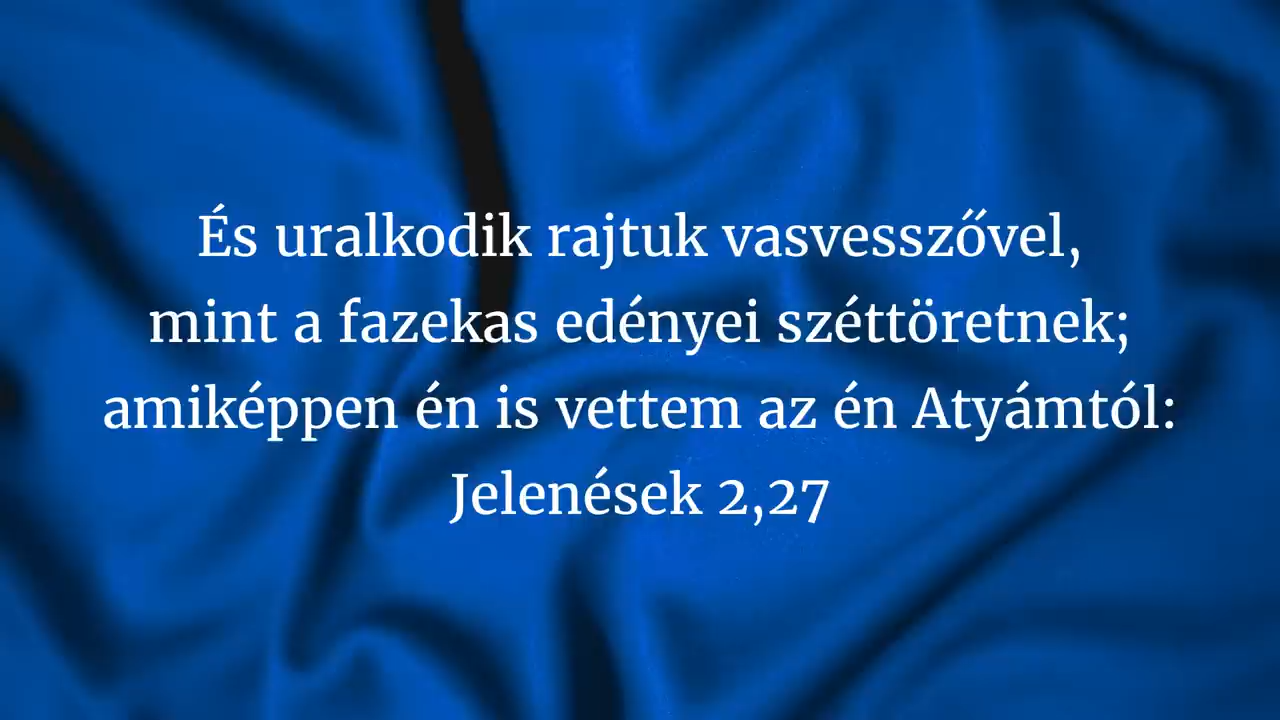 És uralkodik rajtuk vasvesszővel,
mint a fazekas edényei széttöretnek;
amiképpen én is vettem az én Atyámtól:
Jelenések 2,27